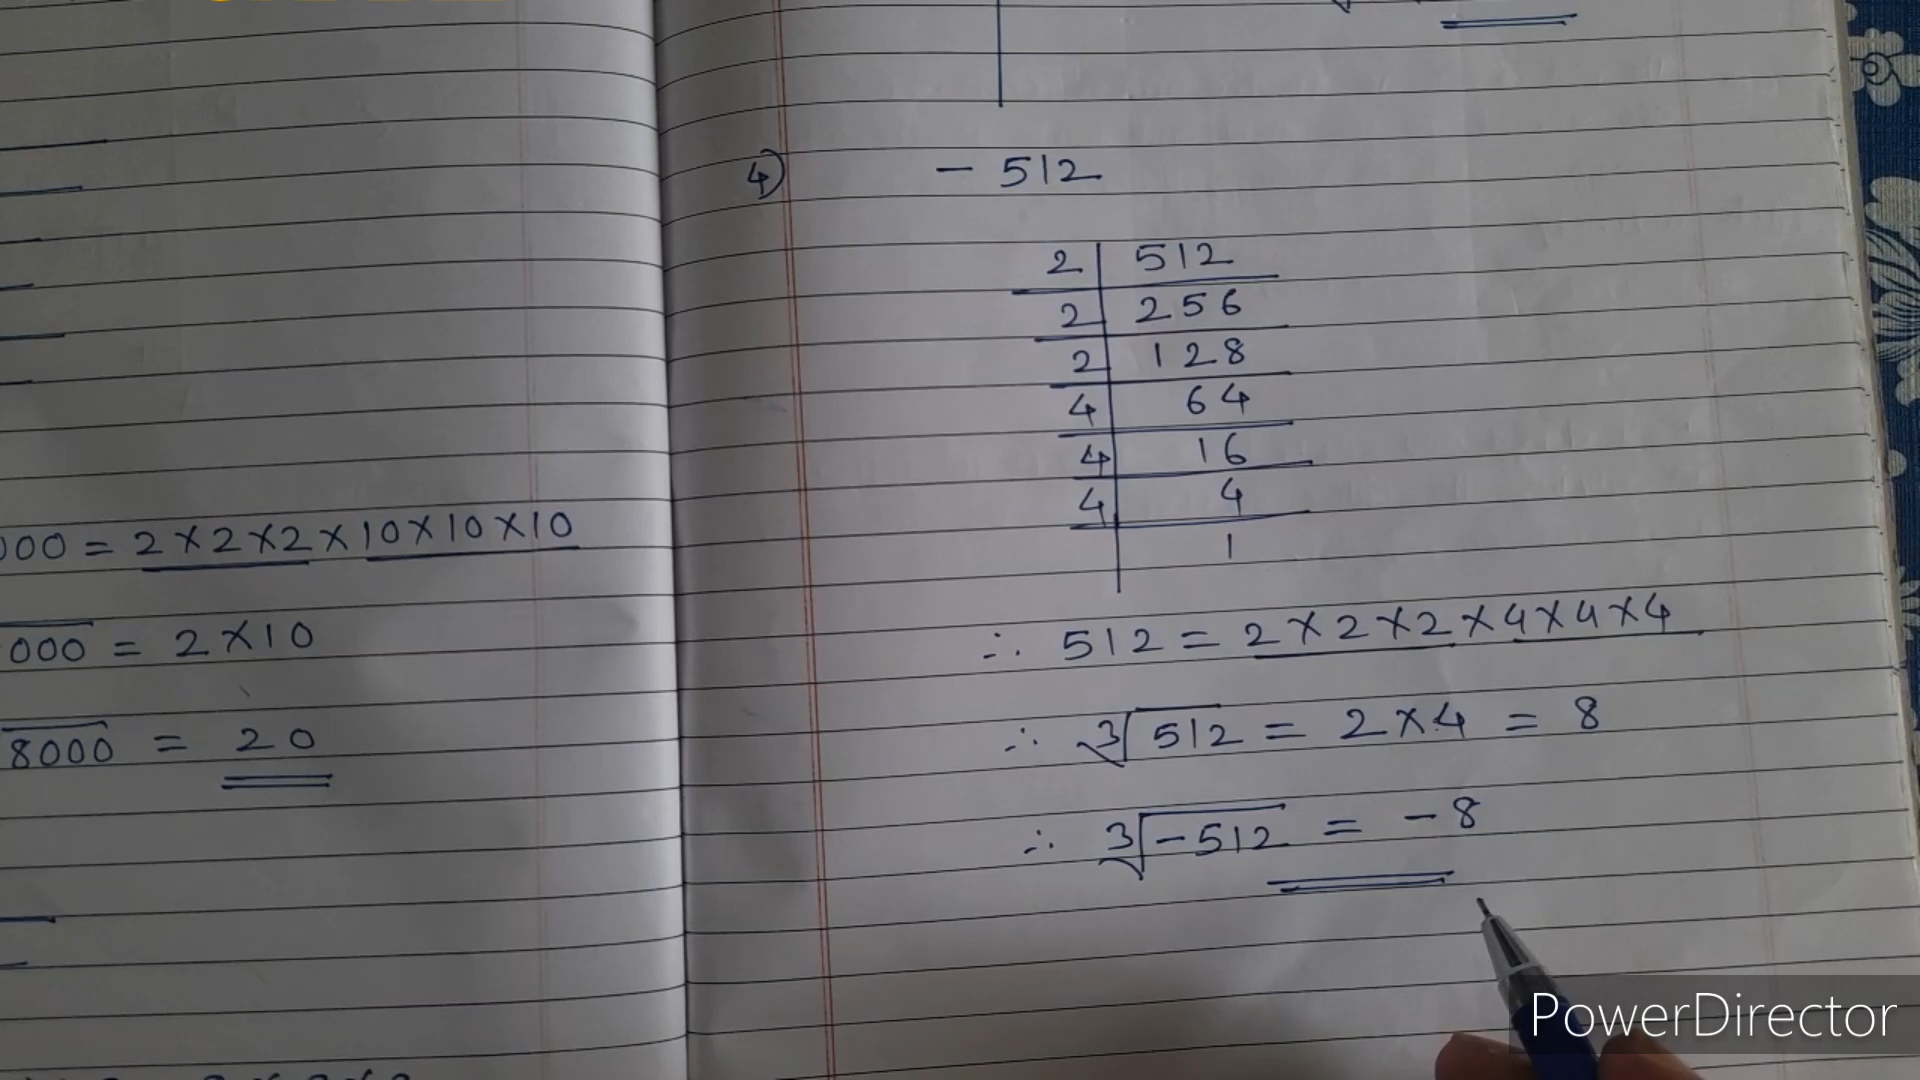 000 = 2 × 2 × 2 × 10 × 10 × 10
000 = 2 × 10
8000 = 20
4) - 512
2 | 512
2 | 256
2 | 128
4 | 64
4 | 16
4 | 4
1
∴ 512 = 2 × 2 × 2 × 4 × 4 × 4
∴ ∛512 = 2 × 4 = 8
∴ ∛-512 = - 8
PowerDirector